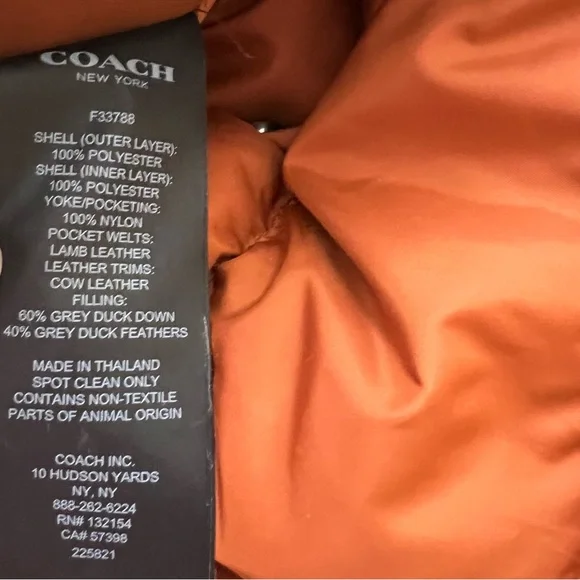 COACH
NEW YORK
F33788
SHELL (OUTER LAYER):
100% POLYESTER
SHELL (INNER LAYER):
100% POLYESTER
YOKE/POCKETING:
100% NYLON
POCKET WELTS:
LAMB LEATHER
LEATHER TRIMS:
COW LEATHER
FILLING:
60% GREY DUCK DOWN
40% GREY DUCK FEATHERS
MADE IN THAILAND
SPOT CLEAN ONLY
CONTAINS NON-TEXTILE
PARTS OF ANIMAL ORIGIN
COACH INC.
10 HUDSON YARDS
NY, NY
888-262-6224
RN# 132154
CA# 57398
225821